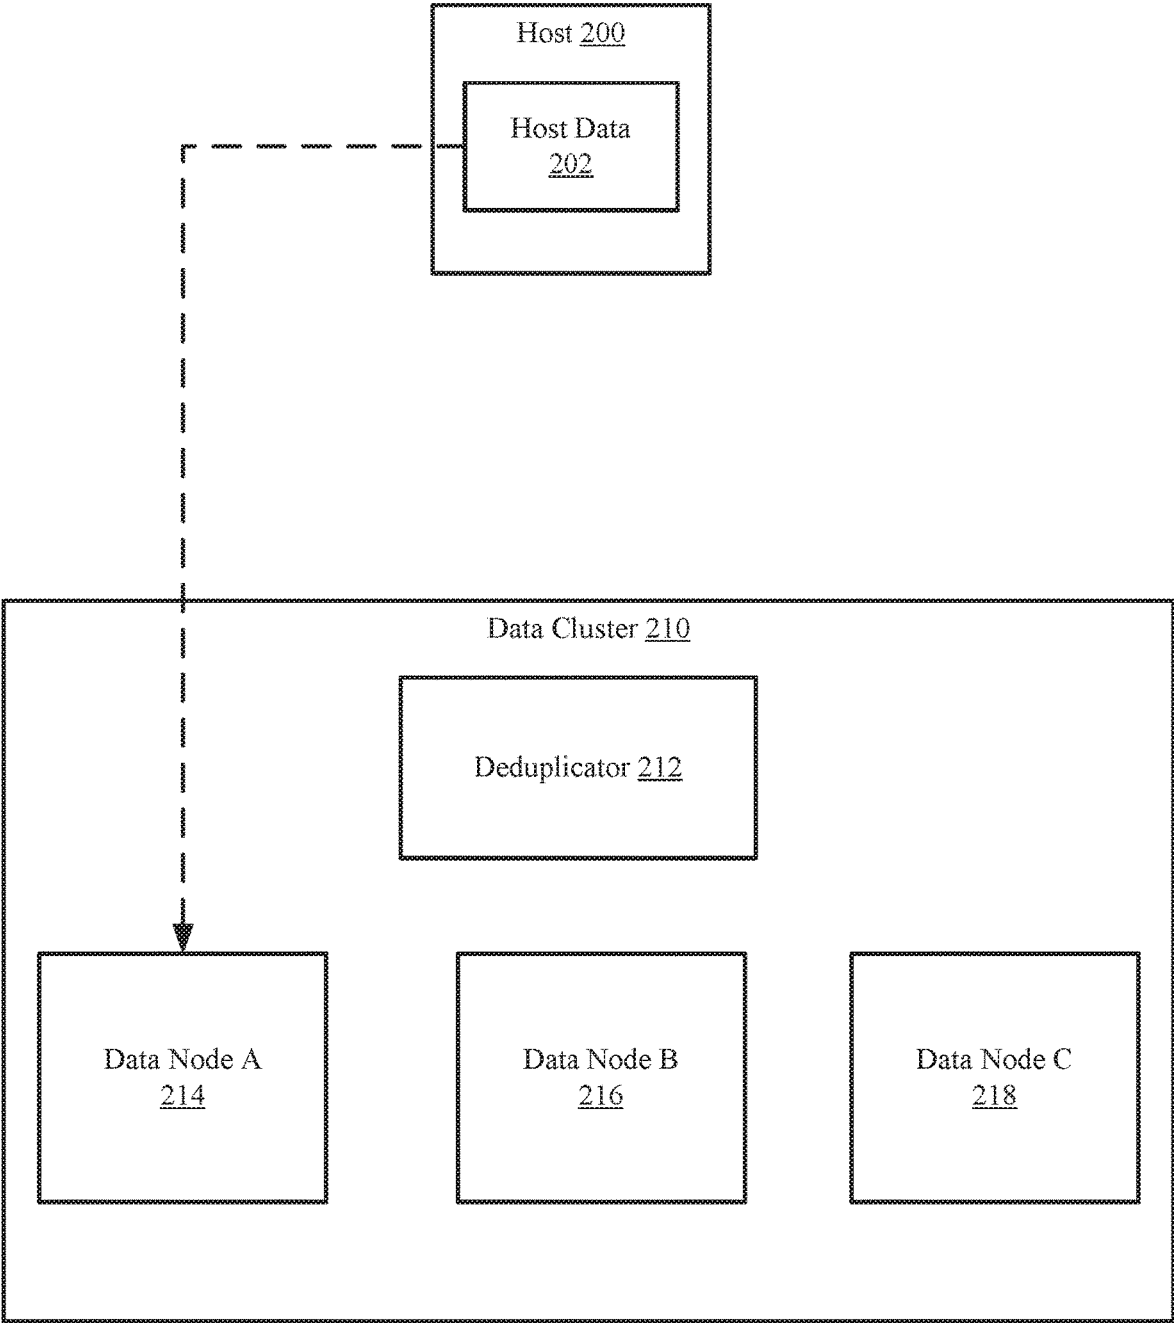 Host 200
Host Data
202
Data Cluster 210
Deduplicator 212
Data Node A
214
Data Node B
216
Data Node C
218